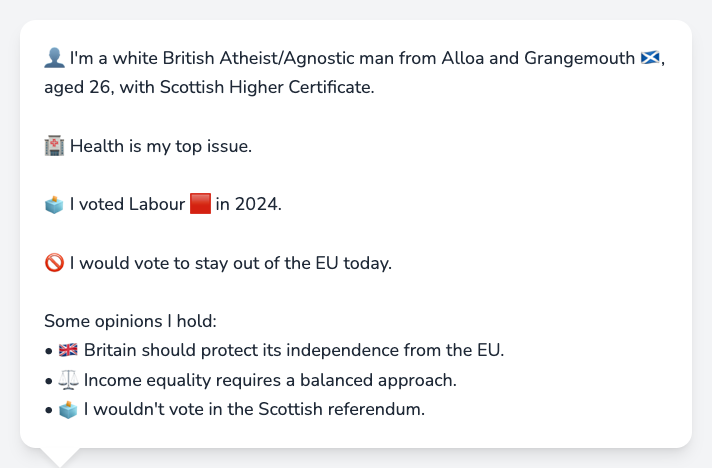 👤 I'm a white British Atheist/Agnostic man from Alloa and Grangemouth 🏴󠁧󠁢󠁳󠁣󠁴󠁿,
aged 26, with Scottish Higher Certificate.
🏥 Health is my top issue.
🗳️ I voted Labour 🟥 in 2024.
🚫 I would vote to stay out of the EU today.
Some opinions I hold:
• 🇬🇧 Britain should protect its independence from the EU.
• ⚖️ Income equality requires a balanced approach.
• 🗳️ I wouldn't vote in the Scottish referendum.